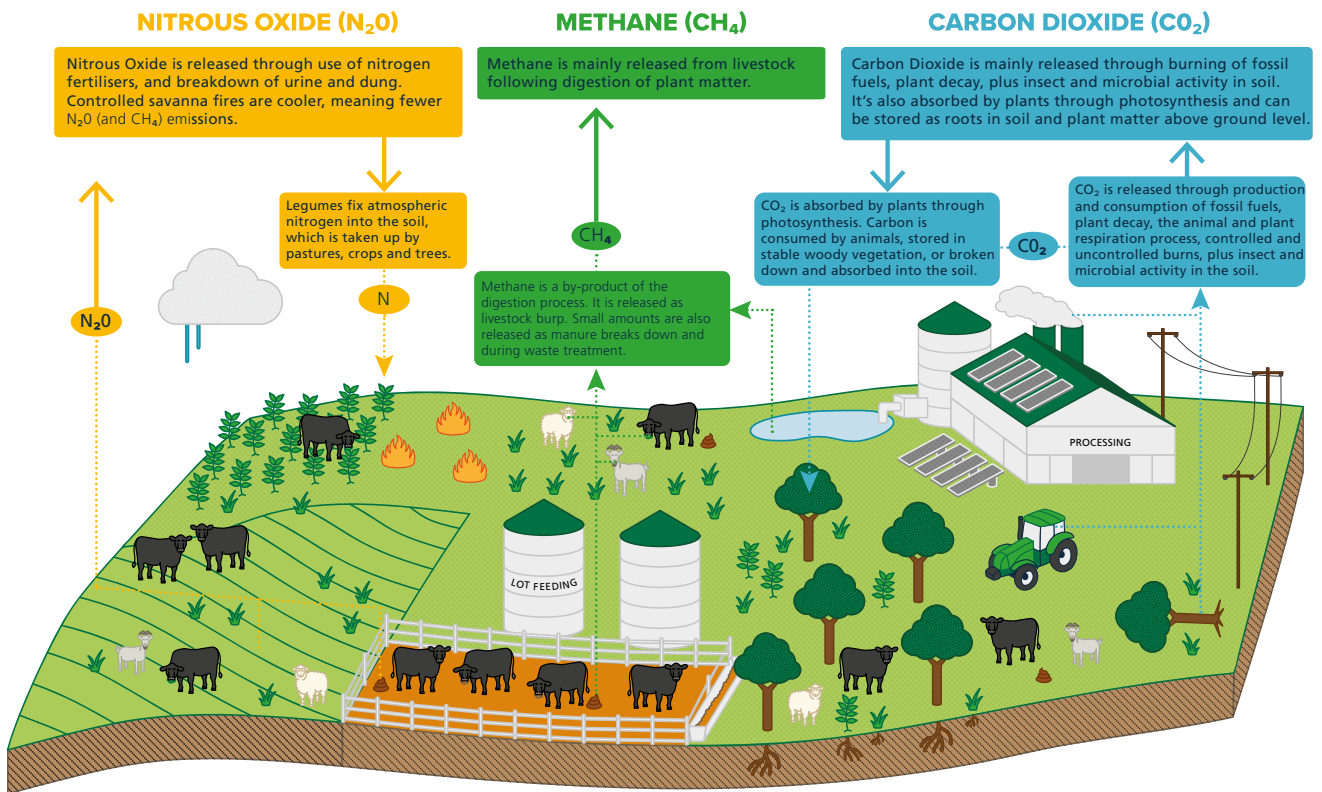 NITROUS OXIDE (N₂0)
Nitrous Oxide is released through use of nitrogen
fertilisers, and breakdown of urine and dung.
Controlled savanna fires are cooler, meaning fewer
N₂0 (and CH₄) emissions.
METHANE (CH₄)
Methane is mainly released from livestock
following digestion of plant matter.
CARBON DIOXIDE (C0₂)
Carbon Dioxide is mainly released through burning of fossil
fuels, plant decay, plus insect and microbial activity in soil.
It's also absorbed by plants through photosynthesis and can
be stored as roots in soil and plant matter above ground level.
Legumes fix atmospheric
nitrogen into the soil,
which is taken up by
pastures, crops and trees.
N
N₂0
CH₄
Methane is a by-product of the
digestion process. It is released as
livestock burp. Small amounts are also
released as manure breaks down and
during waste treatment.
CO₂ is absorbed by plants through
photosynthesis. Carbon is
consumed by animals, stored in
stable woody vegetation, or broken
down and absorbed into the soil.
C0₂
CO₂ is released through production
and consumption of fossil fuels,
plant decay, the animal and plant
respiration process, controlled and
uncontrolled burns, plus insect and
microbial activity in the soil.
PROCESSING
LOT FEEDING